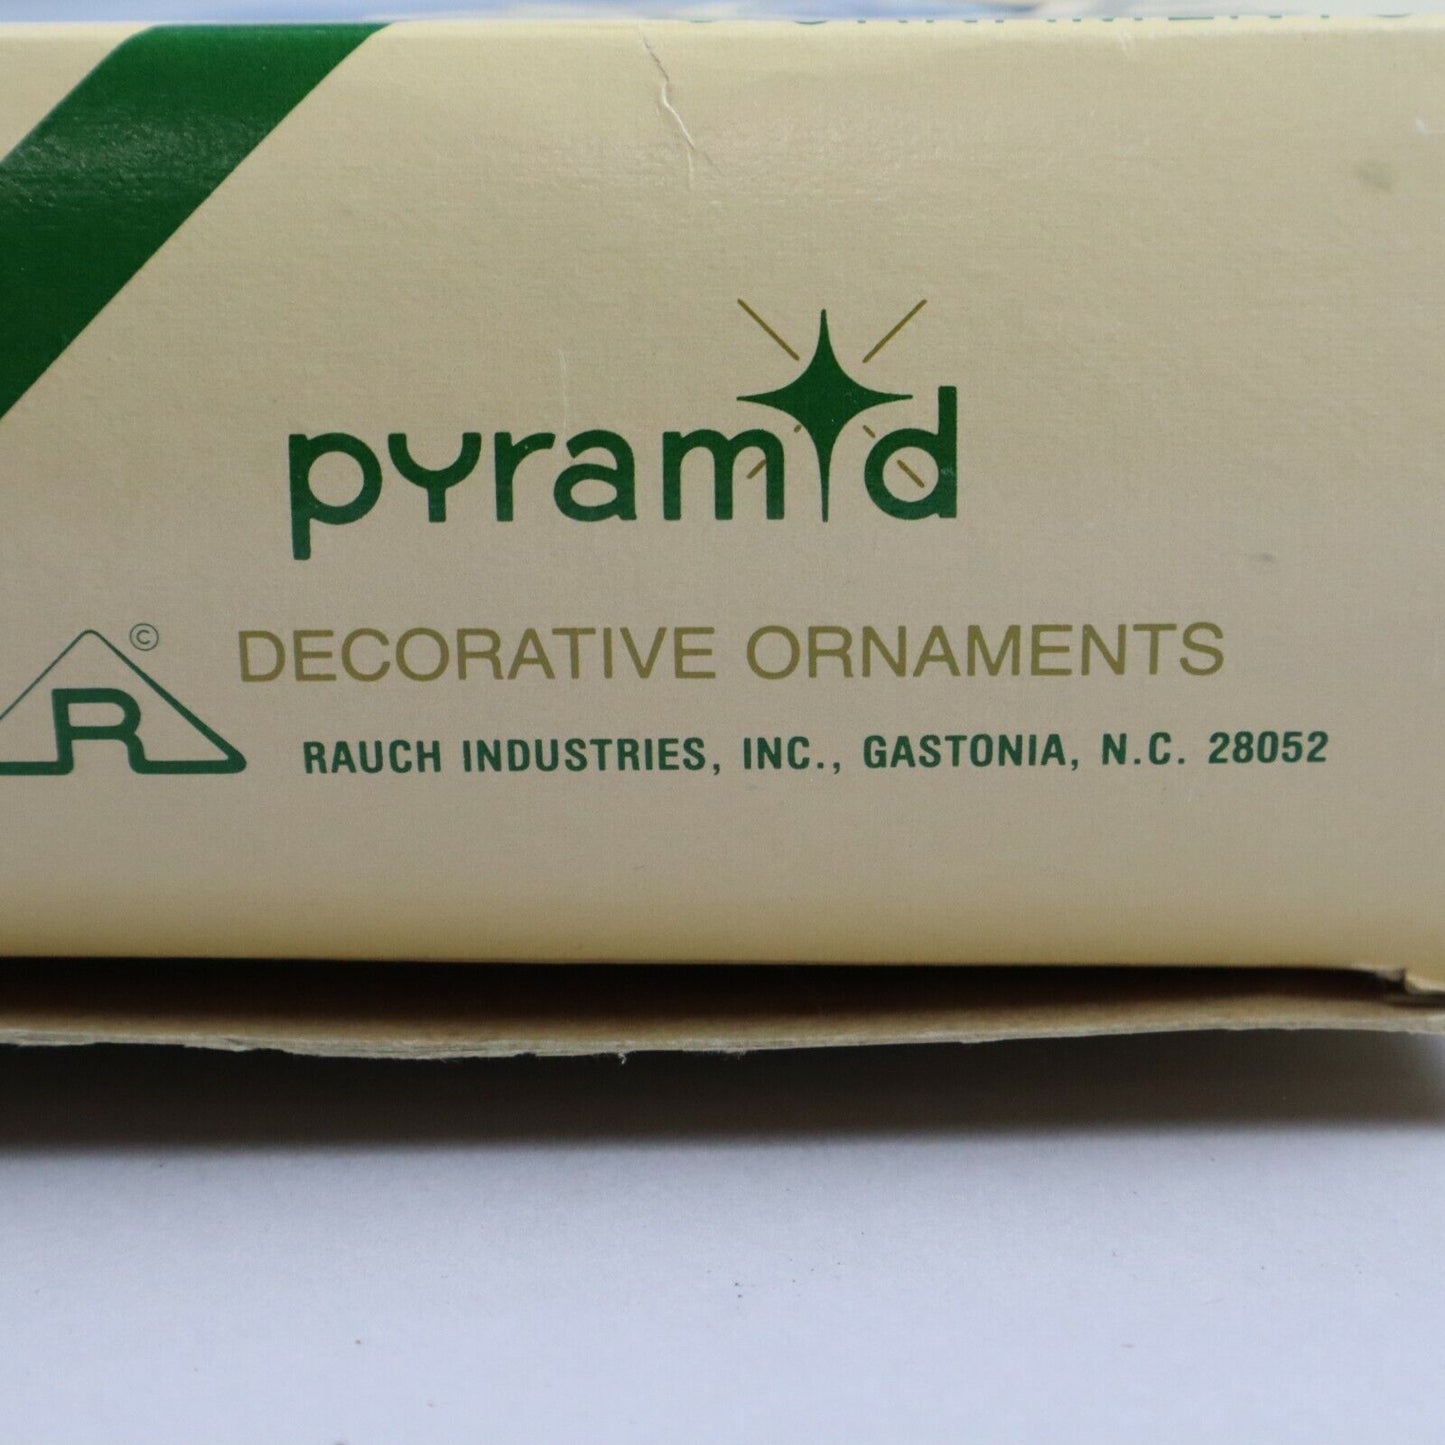 pyramid
©
R
DECORATIVE ORNAMENTS
RAUCH INDUSTRIES, INC., GASTONIA, N.C. 28052